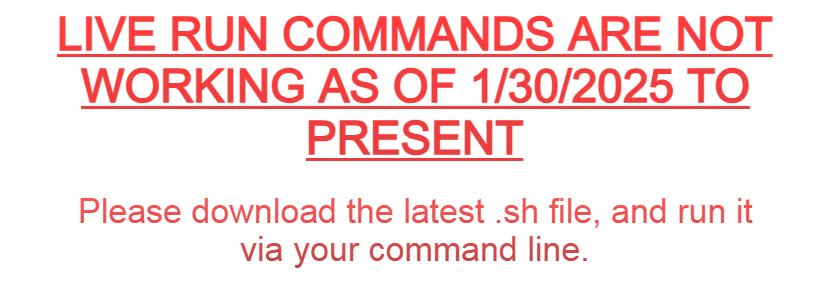 LIVE RUN COMMANDS ARE NOT
WORKING AS OF 1/30/2025 TO
PRESENT
Please download the latest .sh file, and run it
via your command line.